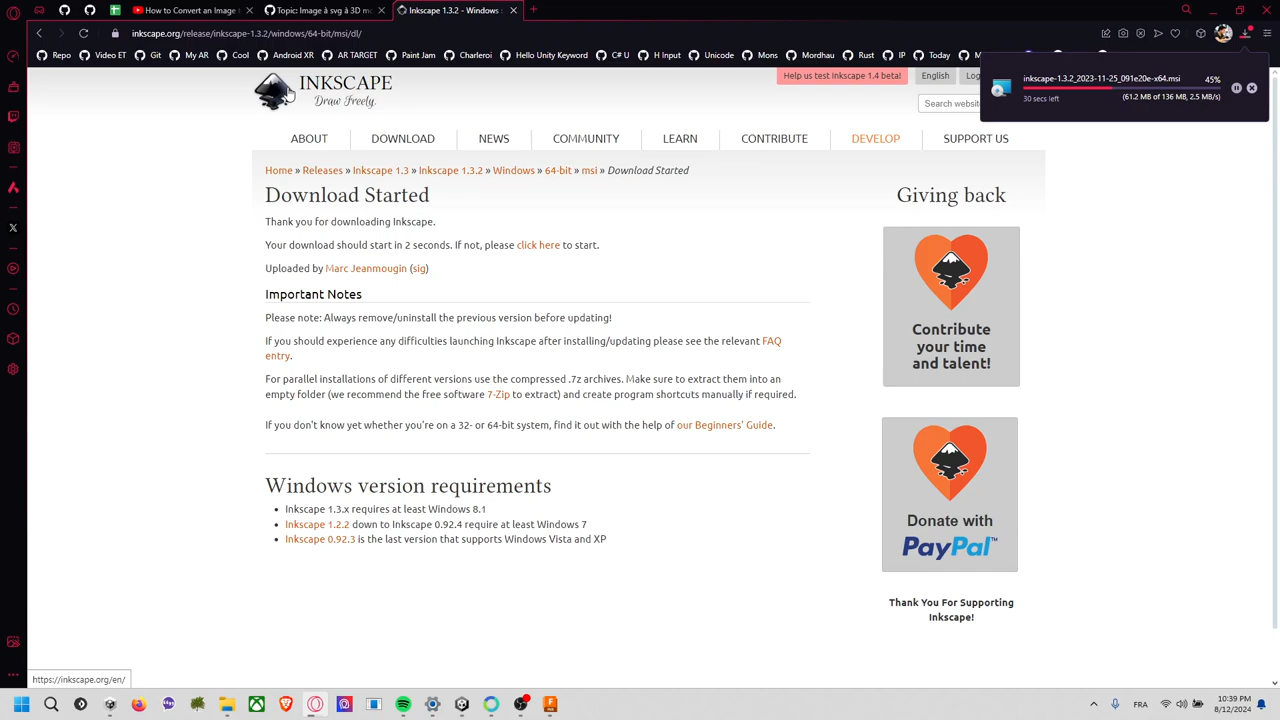 How to Convert an Image t
Topic: Image à svg à 3D m
Inkscape 1.3.2 - Windows
inkscape.org/release/inkscape-1.3.2/windows/64-bit/msi/dl/
Repo
Video ET
Git
My AR
Cool
Android XR
AR TARGET
Paint Jam
Charleroi
Hello Unity Keyword
C# U
H Input
Unicode
Mons
Mordhau
Rust
IP
Today
M
inkscape-1.3.2_2023-11-25_091e20e-x64.msi
45%
30 secs left
(61.2 MB of 136 MB, 2.5 MB/s)
INKSCAPE
Draw Freely.
Help us test Inkscape 1.4 beta!
English
Log
Search websit
ABOUT
DOWNLOAD
NEWS
COMMUNITY
LEARN
CONTRIBUTE
DEVELOP
SUPPORT US
Home » Releases » Inkscape 1.3 » Inkscape 1.3.2 » Windows » 64-bit » msi » Download Started
Download Started
Thank you for downloading Inkscape.
Your download should start in 2 seconds. If not, please click here to start.
Uploaded by Marc Jeanmougin (sig)
Important Notes
Please note: Always remove/uninstall the previous version before updating!
If you should experience any difficulties launching Inkscape after installing/updating please see the relevant FAQ
entry.
For parallel installations of different versions use the compressed .7z archives. Make sure to extract them into an
empty folder (we recommend the free software 7-Zip to extract) and create program shortcuts manually if required.
If you don't know yet whether you're on a 32- or 64-bit system, find it out with the help of our Beginners' Guide.
Windows version requirements
Inkscape 1.3.x requires at least Windows 8.1
Inkscape 1.2.2 down to Inkscape 0.92.4 require at least Windows 7
Inkscape 0.92.3 is the last version that supports Windows Vista and XP
Giving back
Contribute
your time
and talent!
Donate with
PayPal™
Thank You For Supporting
Inkscape!
https://inkscape.org/en/
FRA
10:39 PM
8/12/2024